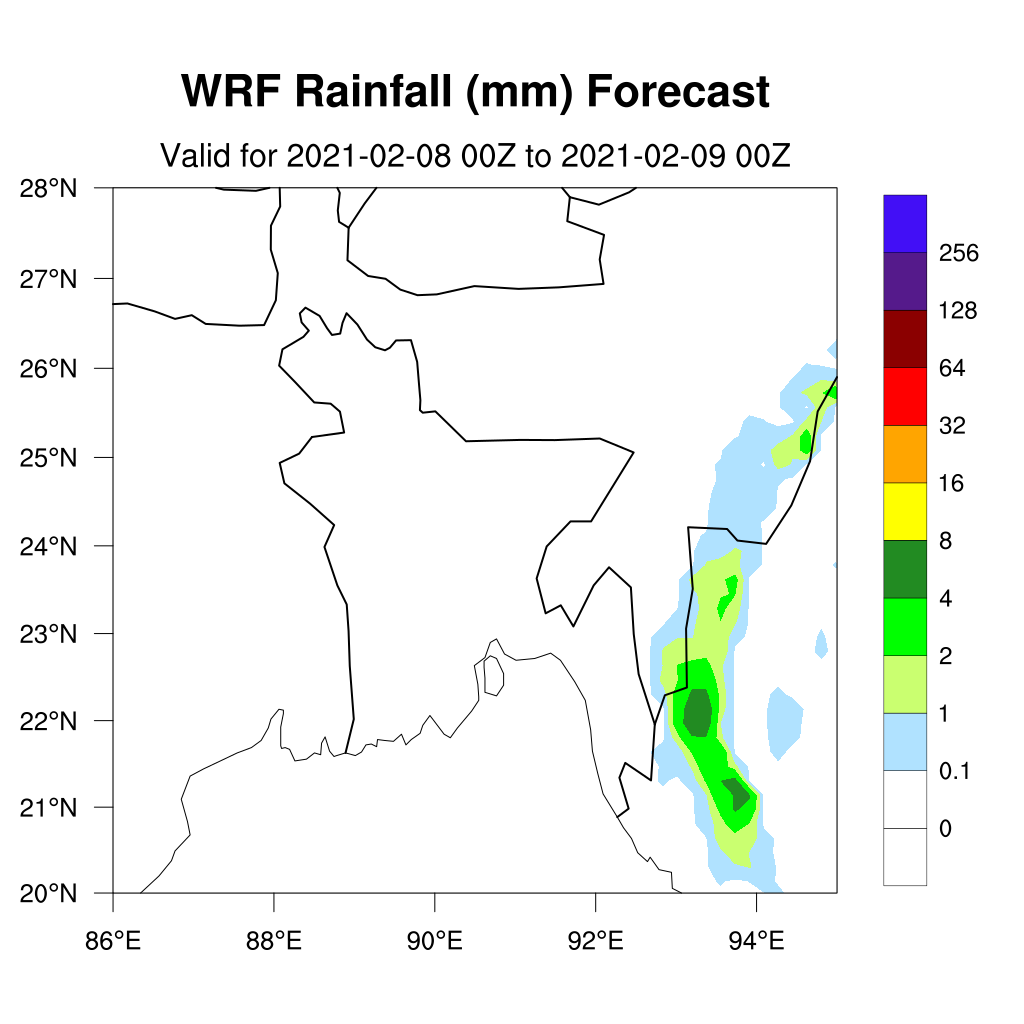 WRF Rainfall (mm) Forecast
Valid for 2021-02-08 00Z to 2021-02-09 00Z
28°N
27°N
26°N
25°N
24°N
23°N
22°N
21°N
20°N
86°E 88°E 90°E 92°E 94°E
256
128
64
32
16
8
4
2
1
0.1
0